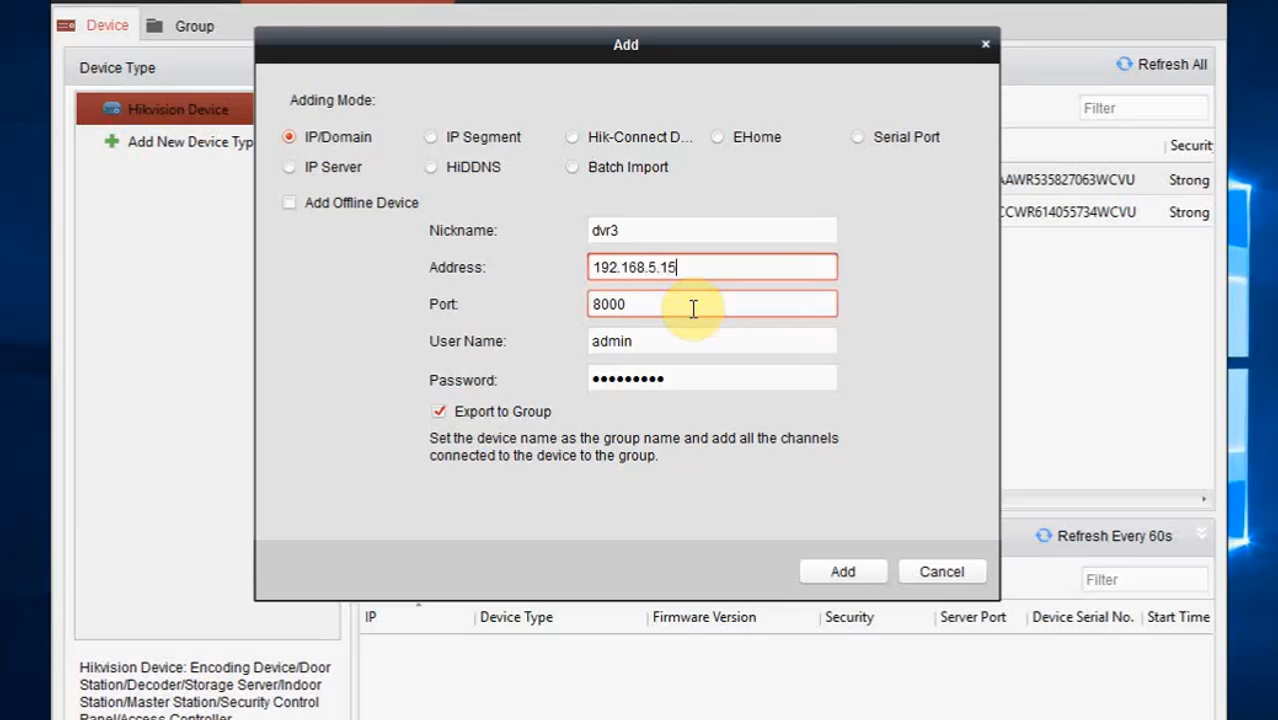 Device
Group
Add
Device Type
Refresh All
Adding Mode:
Filter
Hikvision Device
IP/Domain
IP Segment
Hik-Connect D...
EHome
Serial Port
Add New Device Typ
Securit
IP Server
HiDDNS
Batch Import
AAWR535827063WCVU
Strong
Add Offline Device
CCWR614055734WCVU
Strong
Nickname:
dvr3
Address:
192.168.5.15
Port:
8000
User Name:
admin
Password:
•••••••••
Export to Group
Set the device name as the group name and add all the channels
connected to the device to the group.
Refresh Every 60s
Add
Cancel
Filter
IP
Device Type
Firmware Version
Security
Server Port
Device Serial No.
Start Time
Hikvision Device: Encoding Device/Door
Station/Decoder/Storage Server/Indoor
Station/Master Station/Security Control
Panel/Access Controller